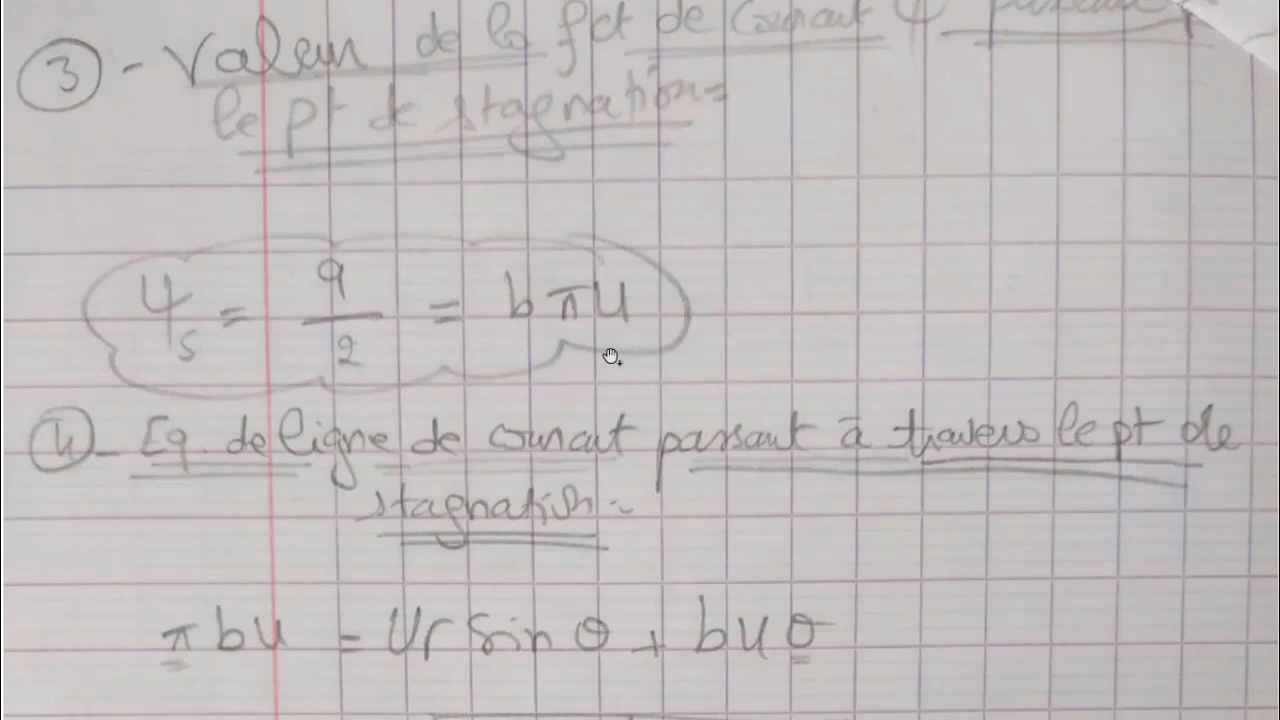 3 - Valeur de la fct de courant ψ passant
le pt de stagnation =
ψs = q/2 = bπU
4 - Eq. de ligne de courant passant à travers le pt de
stagnation :-
πbU = Ur sin θ + bUθ